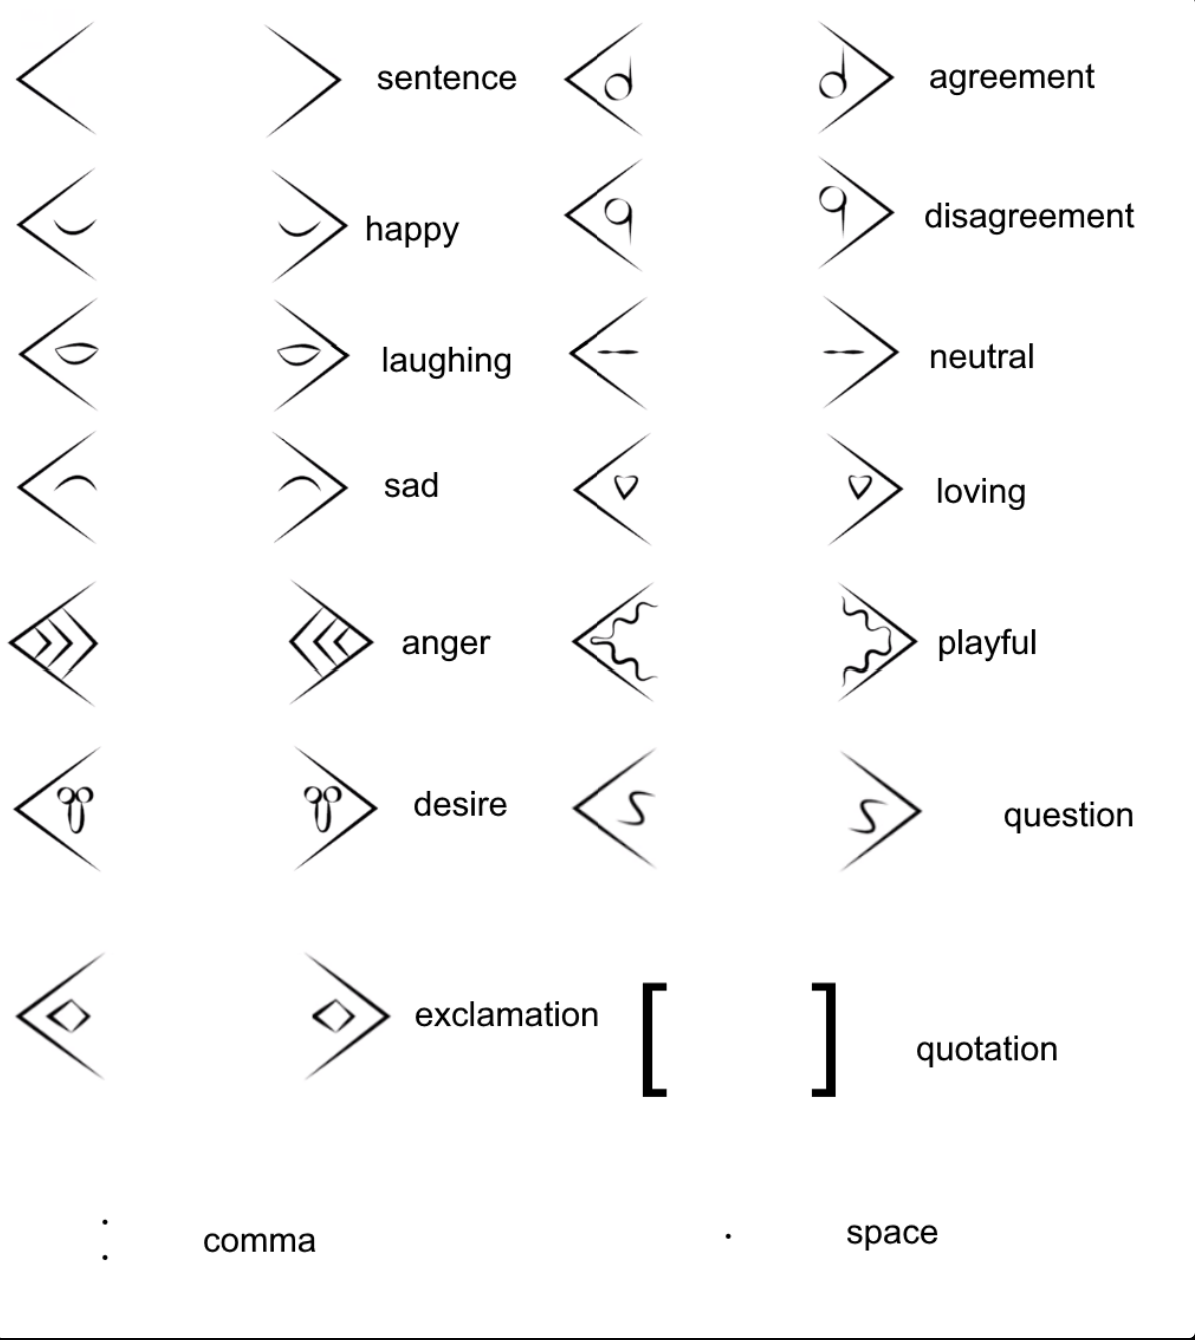 sentence agreement
happy disagreement
laughing neutral
sad loving
anger playful
desire question
exclamation [ ] quotation
: comma . space